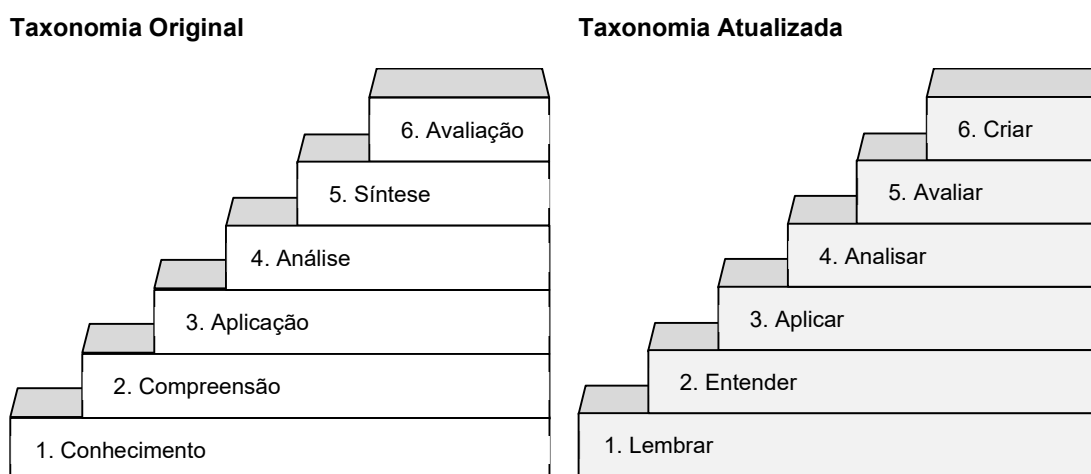 Taxonomia Original
6. Avaliação
5. Síntese
4. Análise
3. Aplicação
2. Compreensão
1. Conhecimento
Taxonomia Atualizada
6. Criar
5. Avaliar
4. Analisar
3. Aplicar
2. Entender
1. Lembrar